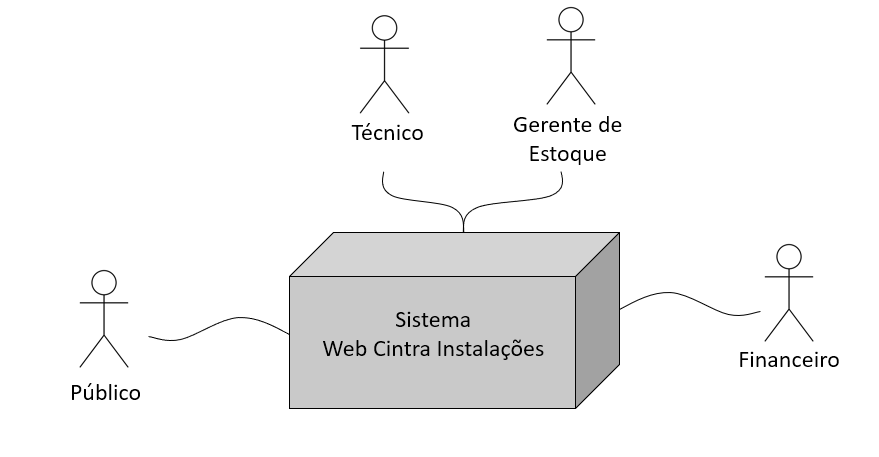 Técnico
Gerente de
Estoque
Sistema
Web Cintra Instalações
Financeiro
Público